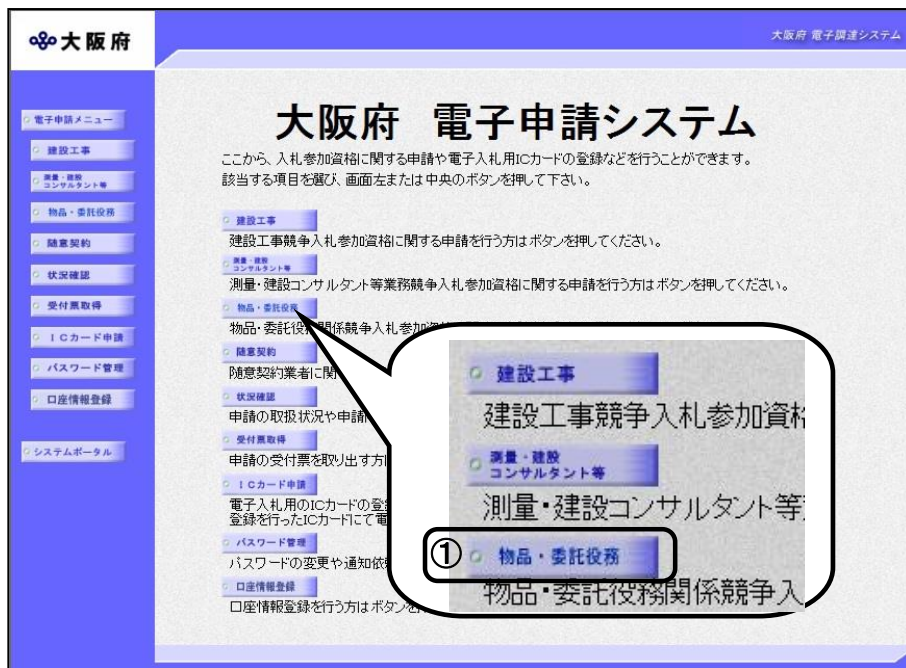 大阪府
大阪府 電子調達システム
電子申請メニュー
建設工事
測量・建設
コンサルタント等
物品・委託役務
随意契約
状況確認
受付票取得
ICカード申請
パスワード管理
口座情報登録
システムポータル
大阪府 電子申請システム
ここから、入札参加資格に関する申請や電子入札用ICカードの登録などを行うことができます。
該当する項目を選び、画面左または中央のボタンを押して下さい。
建設工事
建設工事競争入札参加資格に関する申請を行う方はボタンを押してください。
測量・建設
コンサルタント等
測量・建設コンサルタント等業務競争入札参加資格に関する申請を行う方はボタンを押してください。
物品・委託役務
物品・委託役務関係競争入札参加
随意契約
随意契約業者に関
状況確認
申請の取扱状況や申請
受付票取得
申請の受付票を取り出す方
ICカード申請
電子入札用のICカードの登
登録を行ったICカードにて電
パスワード管理
パスワードの変更や通知依
口座情報登録
口座情報登録を行う方はボタンを
建設工事
建設工事競争入札参加資格
測量・建設
コンサルタント等
測量・建設コンサルタント等
① 物品・委託役務
物品・委託役務関係競争入